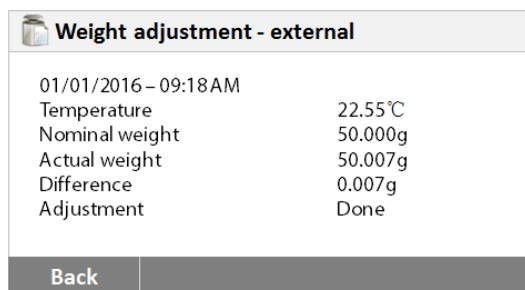 Weight adjustment - external
01/01/2016 – 09:18 AM
Temperature 22.55℃
Nominal weight 50.000g
Actual weight 50.007g
Difference 0.007g
Adjustment Done
Back